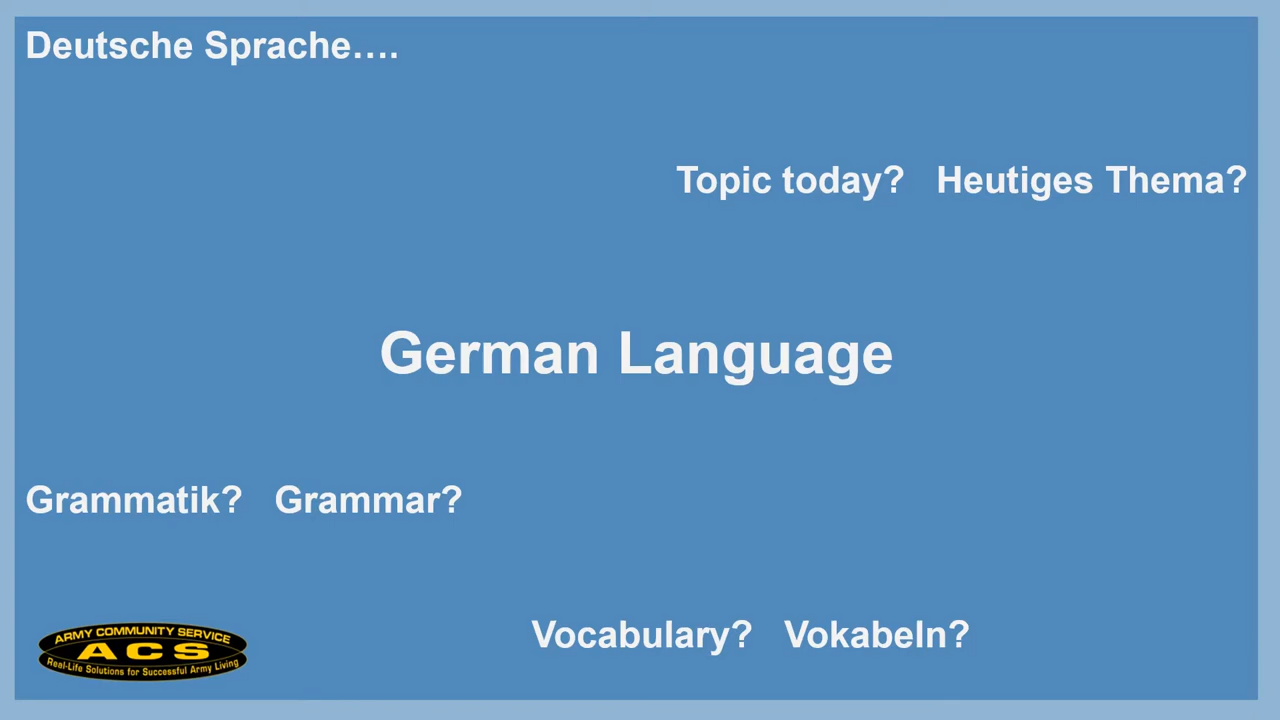 Deutsche Sprache….
Topic today? Heutiges Thema?
German Language
Grammatik? Grammar?
Vocabulary? Vokabeln?
ARMY COMMUNITY SERVICE
ACS
Real-Life Solutions for Successful Army Living